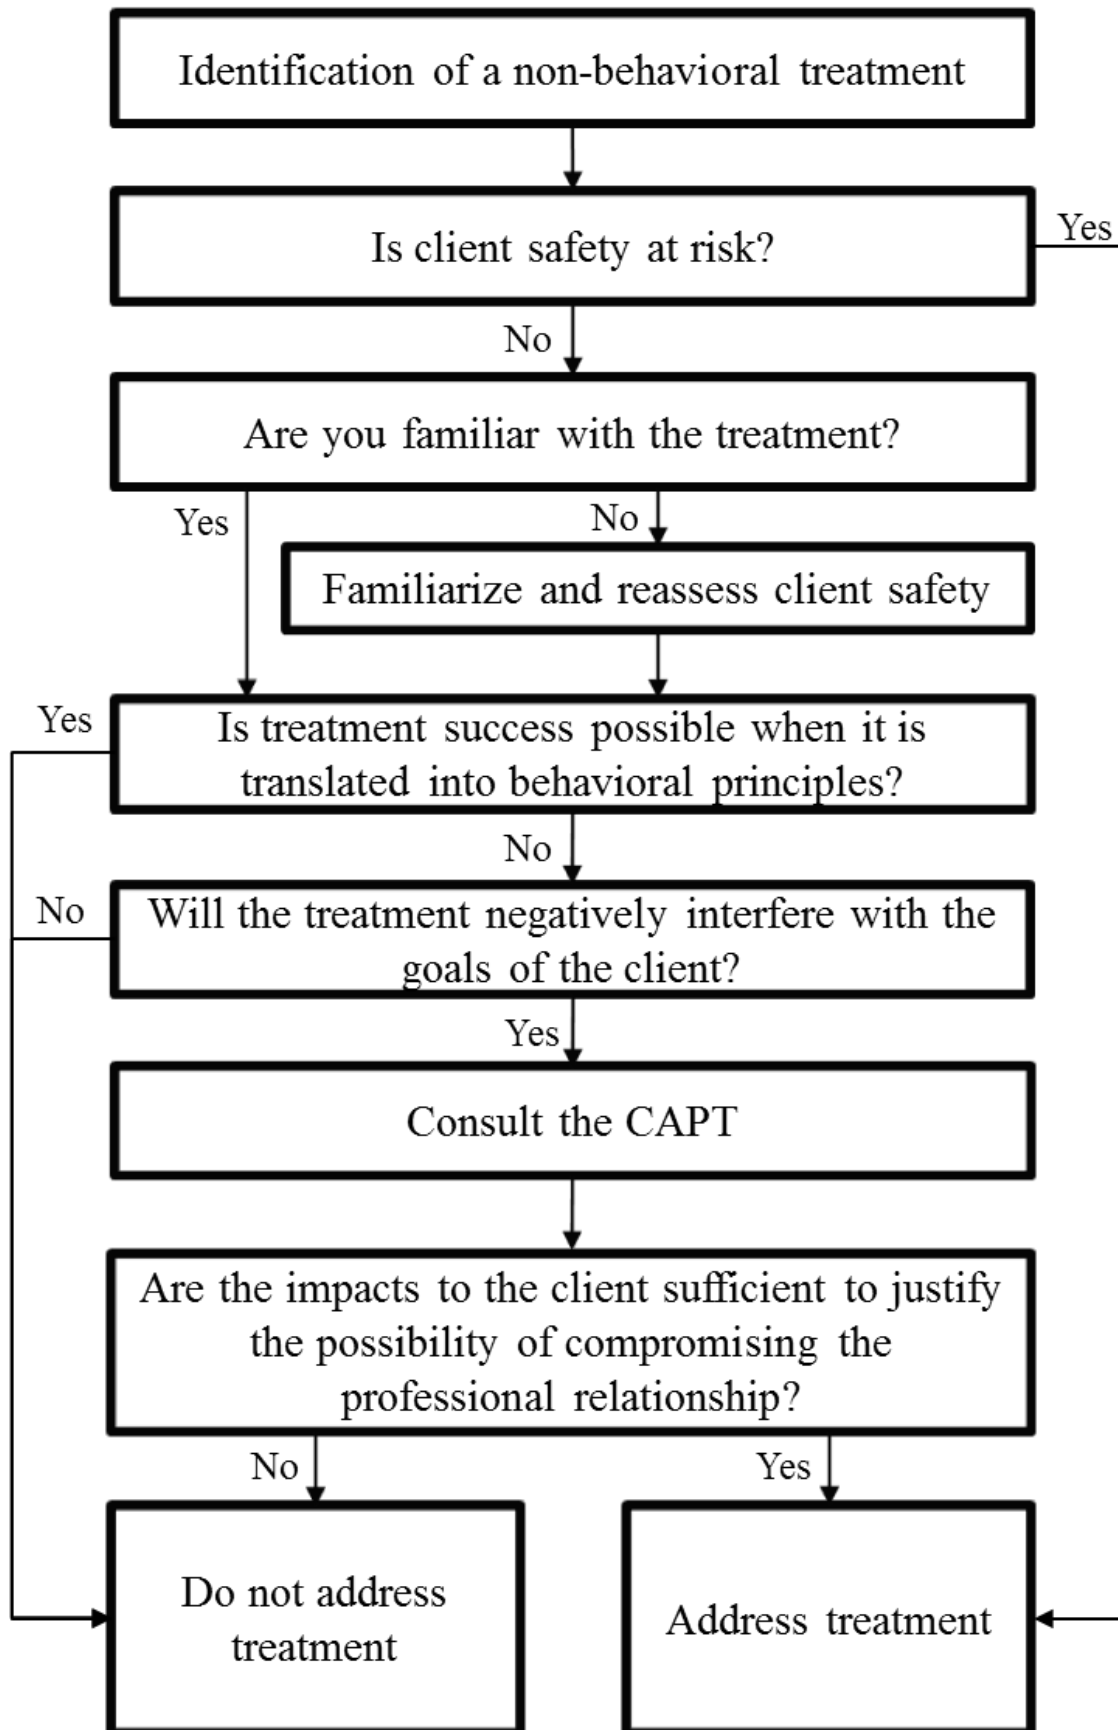 Identification of a non-behavioral treatment
Is client safety at risk?
Yes
No
Are you familiar with the treatment?
Yes
No
Familiarize and reassess client safety
Yes
Is treatment success possible when it is
translated into behavioral principles?
No
No
Will the treatment negatively interfere with the
goals of the client?
Yes
Consult the CAPT
Are the impacts to the client sufficient to justify
the possibility of compromising the
professional relationship?
No
Yes
Do not address
treatment
Address treatment